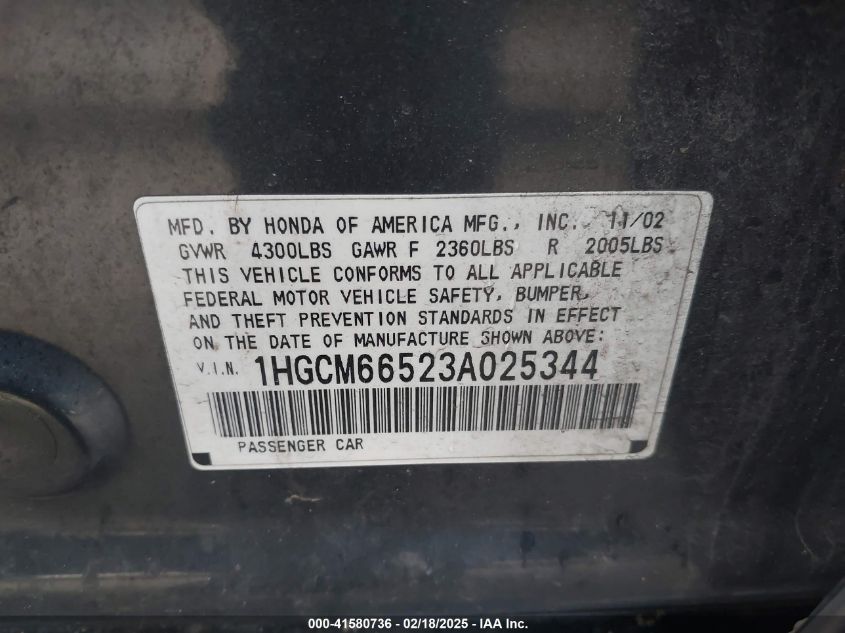 MFD. BY HONDA OF AMERICA MFG., INC. 11/02
GVWR 4300LBS GAWR F 2360LBS R 2005LBS
THIS VEHICLE CONFORMS TO ALL APPLICABLE
FEDERAL MOTOR VEHICLE SAFETY, BUMPER,
AND THEFT PREVENTION STANDARDS IN EFFECT
ON THE DATE OF MANUFACTURE SHOWN ABOVE:
V.I.N. 1HGCM66523A025344
PASSENGER CAR
000-41580736 - 02/18/2025 - © IAA, Inc.